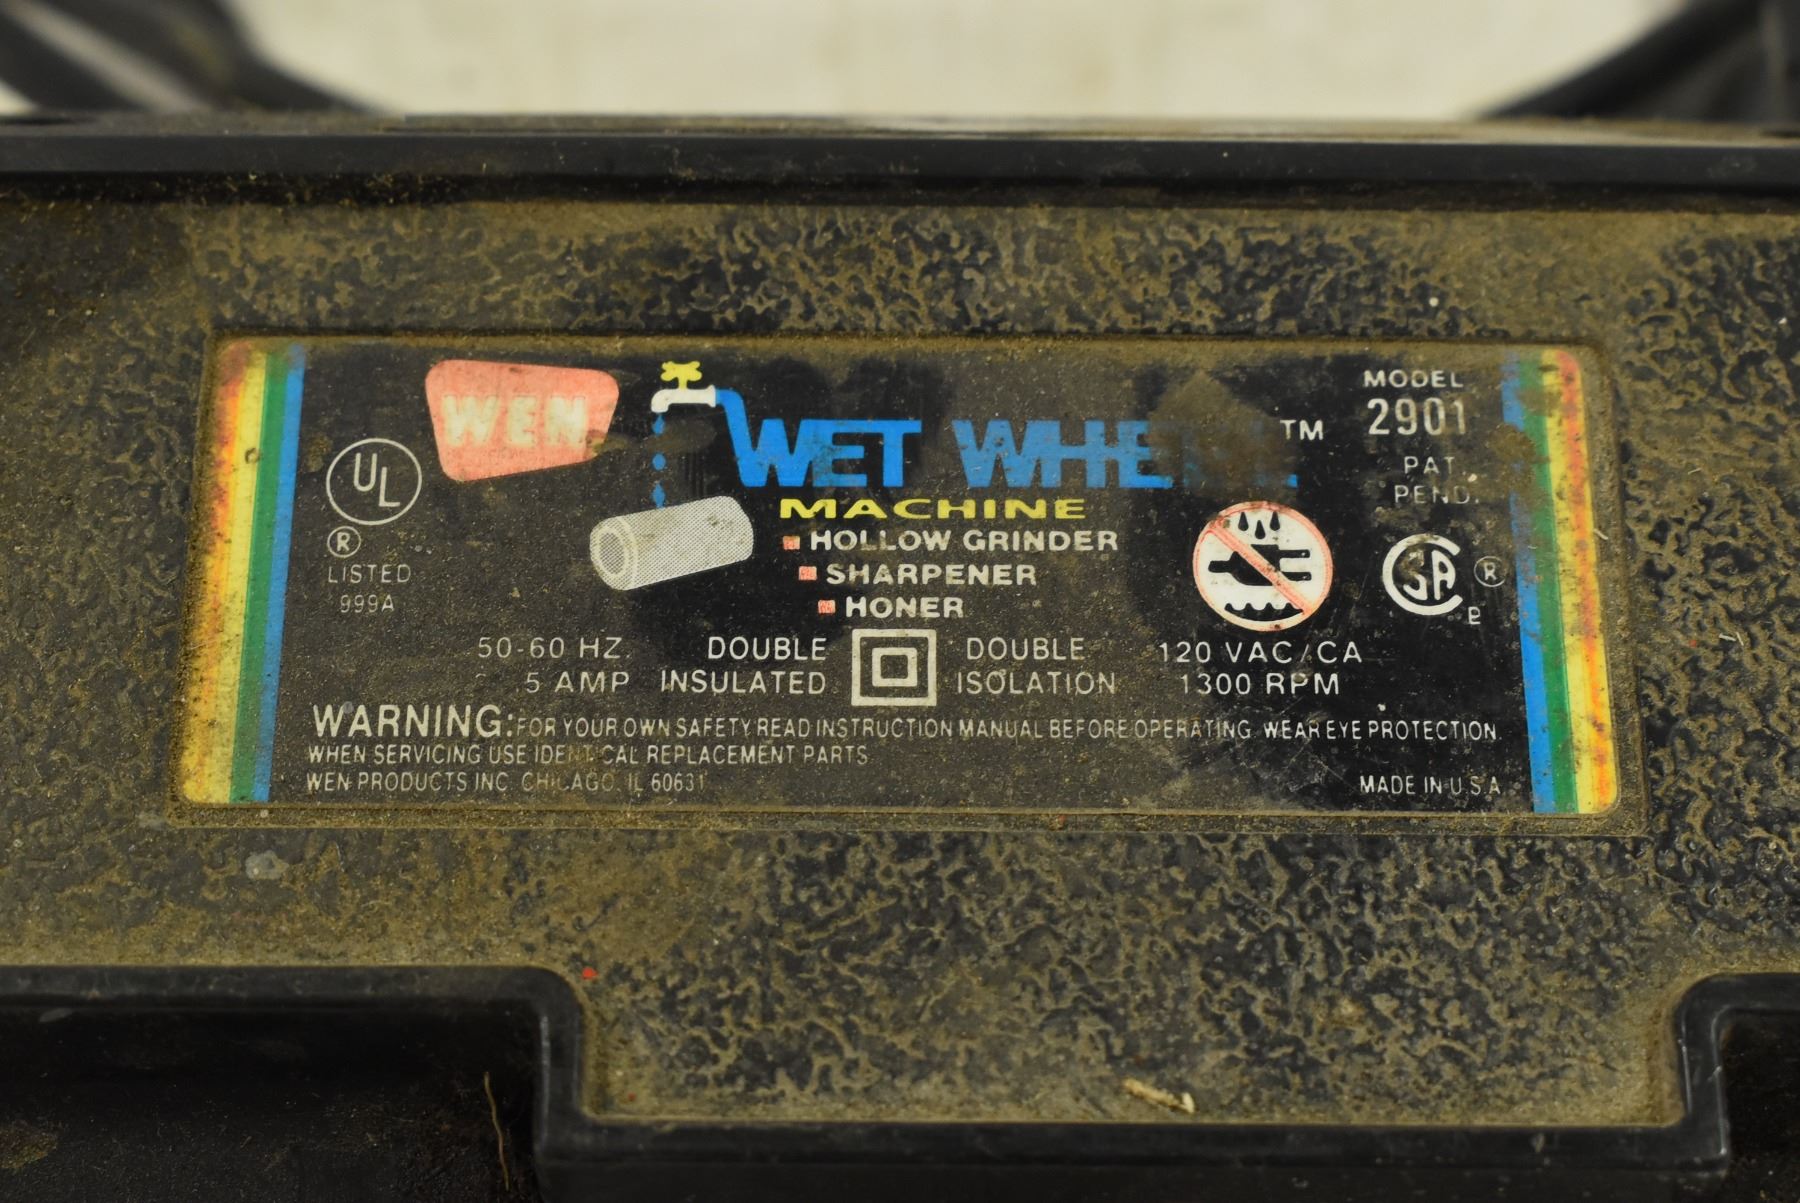 WEN
WET
TM
MODEL
2901
PAT.
PEND.
UL
®
LISTED
999A
MACHINE
HOLLOW GRINDER
SHARPENER
HONER
SA ®
50-60 HZ. DOUBLE DOUBLE 120 VAC/CA
5 AMP INSULATED ISOLATION 1300 RPM
WARNING: FOR YOUR OWN SAFETY READ INSTRUCTION MANUAL BEFORE OPERATING. WEAR EYE PROTECTION.
WHEN SERVICING USE IDENTICAL REPLACEMENT PARTS
WEN PRODUCTS INC. CHICAGO, IL 60631
MADE IN U.S.A.